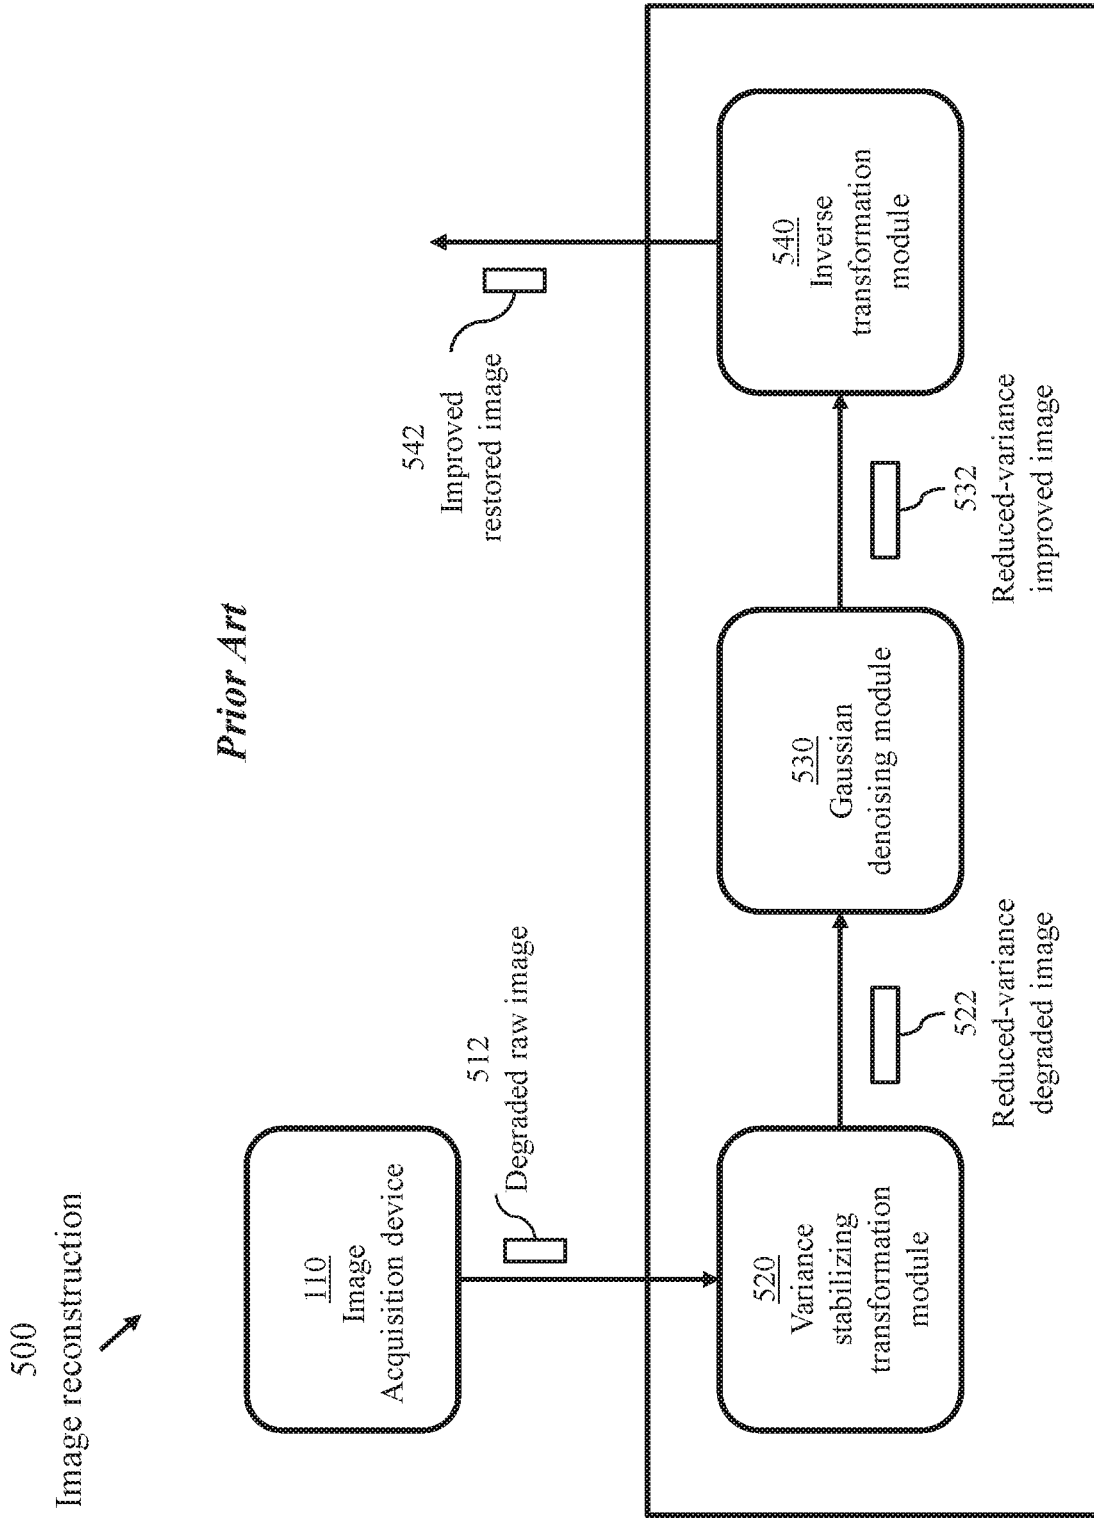 500
Image reconstruction
Prior Art
110
Image
Acquisition device
512
Degraded raw image
542
Improved
restored image
520
Variance
stabilizing
transformation
module
522
Reduced-variance
degraded image
530
Gaussian
denoising module
532
Reduced-variance
improved image
540
Inverse
transformation
module